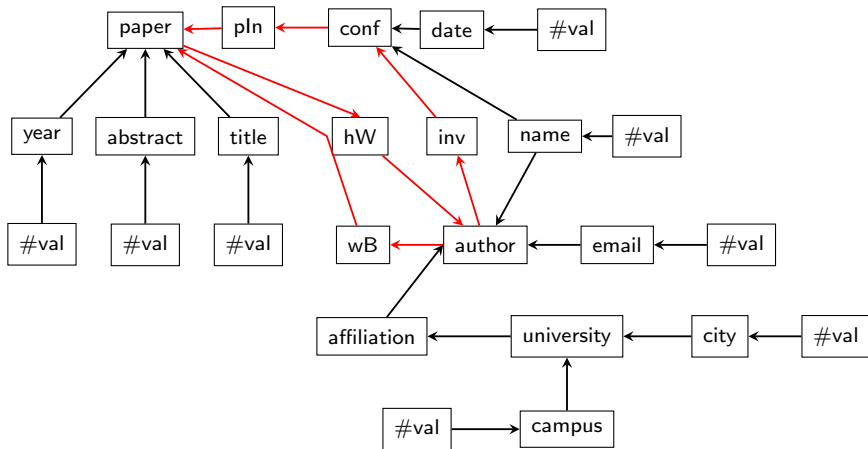 paper
pIn
conf
date
#val
year
abstract
title
hW
inv
name
#val
#val
#val
#val
wB
author
email
#val
affiliation
university
city
#val
#val
campus